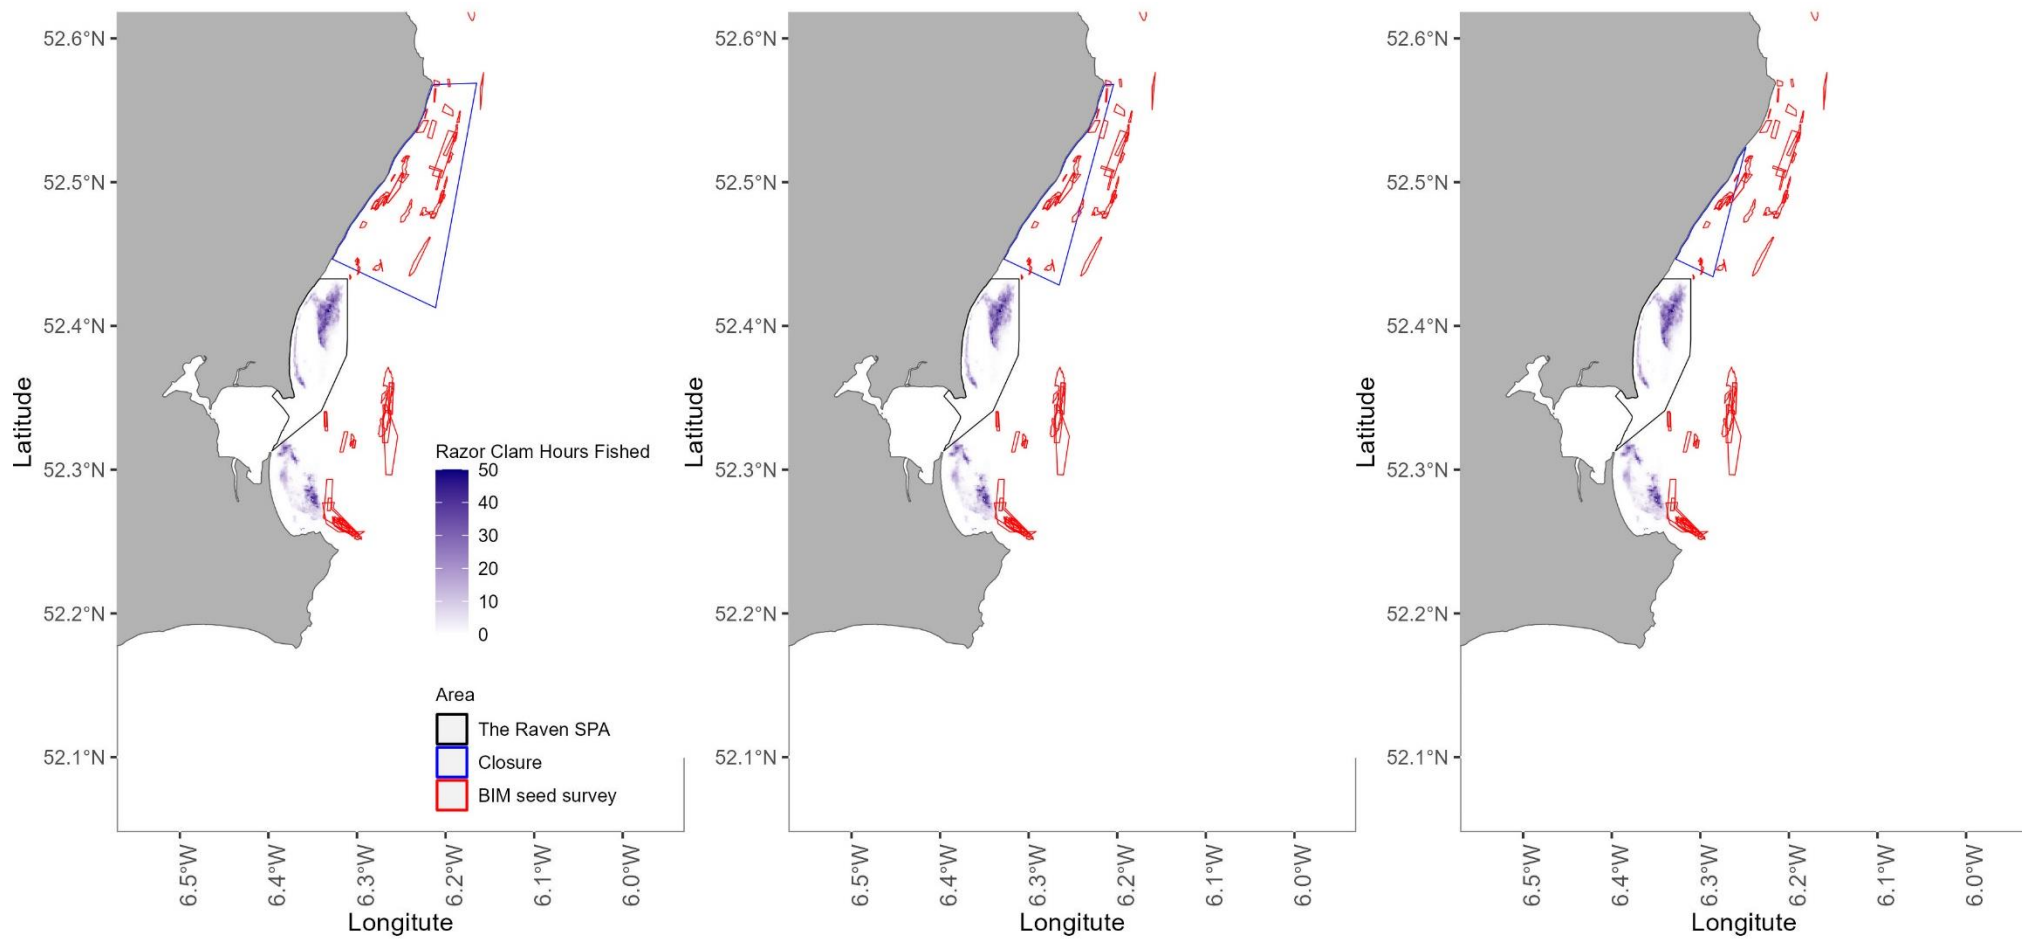 52.6°N
52.5°N
52.4°N
52.3°N
52.2°N
52.1°N
Latitude
6.5°W
6.4°W
6.3°W
6.2°W
6.1°W
6.0°W
Longitute
Razor Clam Hours Fished
50
40
30
20
10
0
Area
The Raven SPA
Closure
BIM seed survey
52.6°N
52.5°N
52.4°N
52.3°N
52.2°N
52.1°N
Latitude
6.5°W
6.4°W
6.3°W
6.2°W
6.1°W
6.0°W
Longitute
52.6°N
52.5°N
52.4°N
52.3°N
52.2°N
52.1°N
Latitude
6.5°W
6.4°W
6.3°W
6.2°W
6.1°W
6.0°W
Longitute